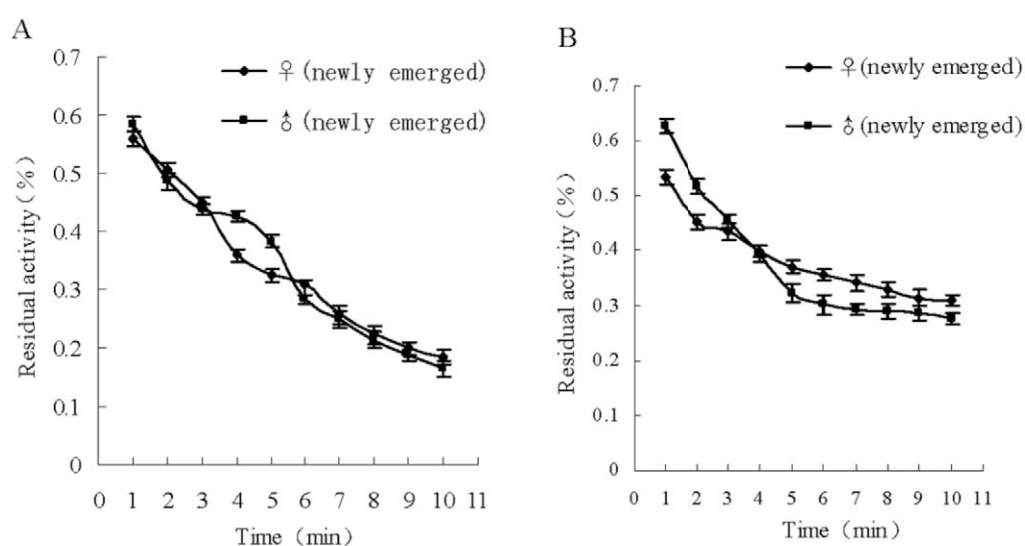 A
0.7
0.6
0.5
0.4
0.3
0.2
0.1
0
0 1 2 3 4 5 6 7 8 9 10 11
Residual activity (%)
Time (min)
♀ (newly emerged)
♂ (newly emerged)
B
0.7
0.6
0.5
0.4
0.3
0.2
0.1
0
0 1 2 3 4 5 6 7 8 9 10 11
Residual activity (%)
Time (min)
♀ (newly emerged)
♂ (newly emerged)